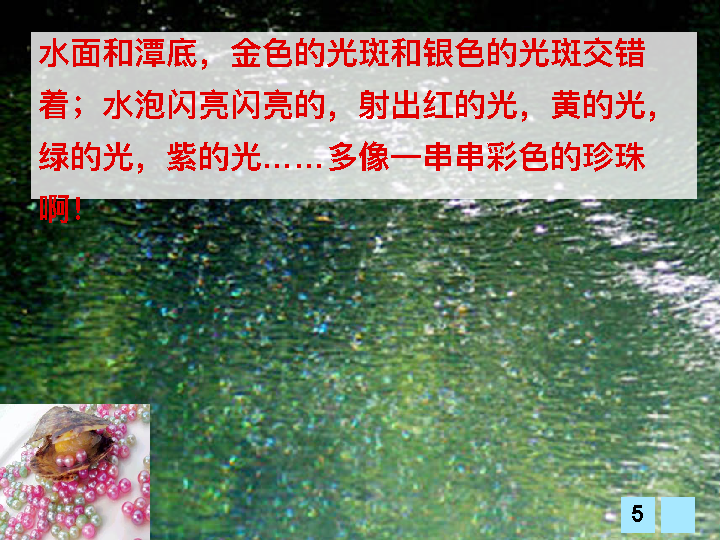 水面和潭底，金色的光斑和银色的光斑交错
着；水泡闪亮闪亮的，射出红的光，黄的光，
绿的光，紫的光……多像一串串彩色的珍珠
啊！
5